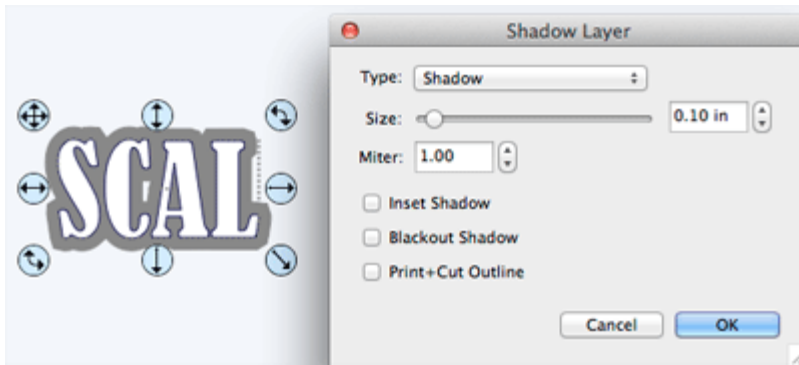 Shadow Layer
Type: Shadow
Size: 0.10 in
Miter: 1.00
SCAL
Inset Shadow
Blackout Shadow
Print+Cut Outline
Cancel OK